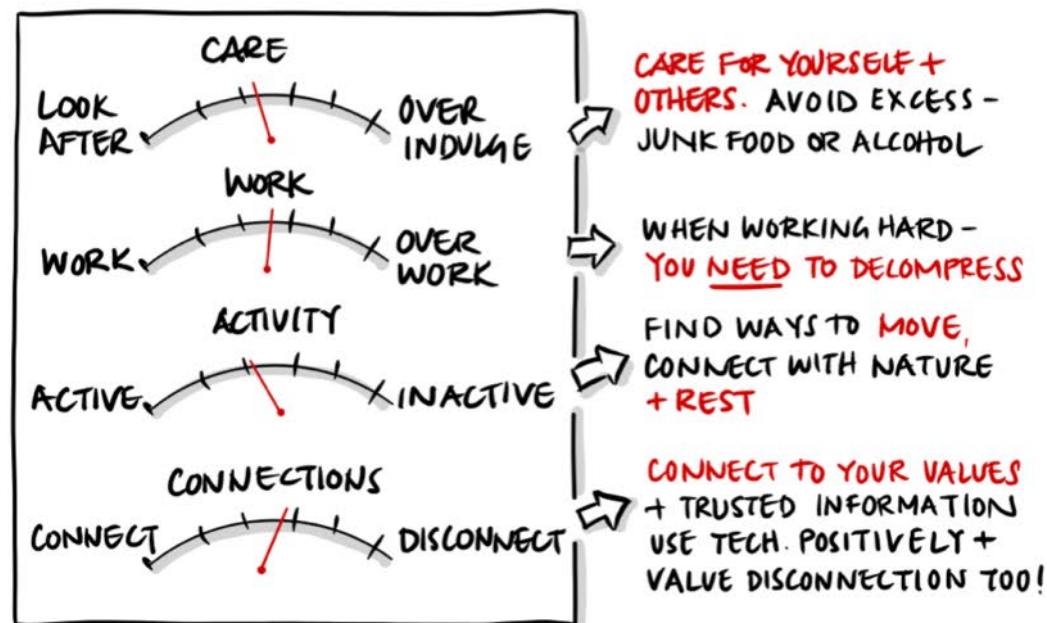 CARE
LOOK
AFTER
OVER
INDULGE
CARE FOR YOURSELF +
OTHERS. AVOID EXCESS -
JUNK FOOD OR ALCOHOL
WORK
WORK
OVER
WORK
WHEN WORKING HARD -
YOU NEED TO DECOMPRESS
ACTIVITY
ACTIVE
INACTIVE
FIND WAYS TO MOVE,
CONNECT WITH NATURE
+ REST
CONNECTIONS
CONNECT
DISCONNECT
CONNECT TO YOUR VALUES
+ TRUSTED INFORMATION
USE TECH. POSITIVELY +
VALUE DISCONNECTION TOO!